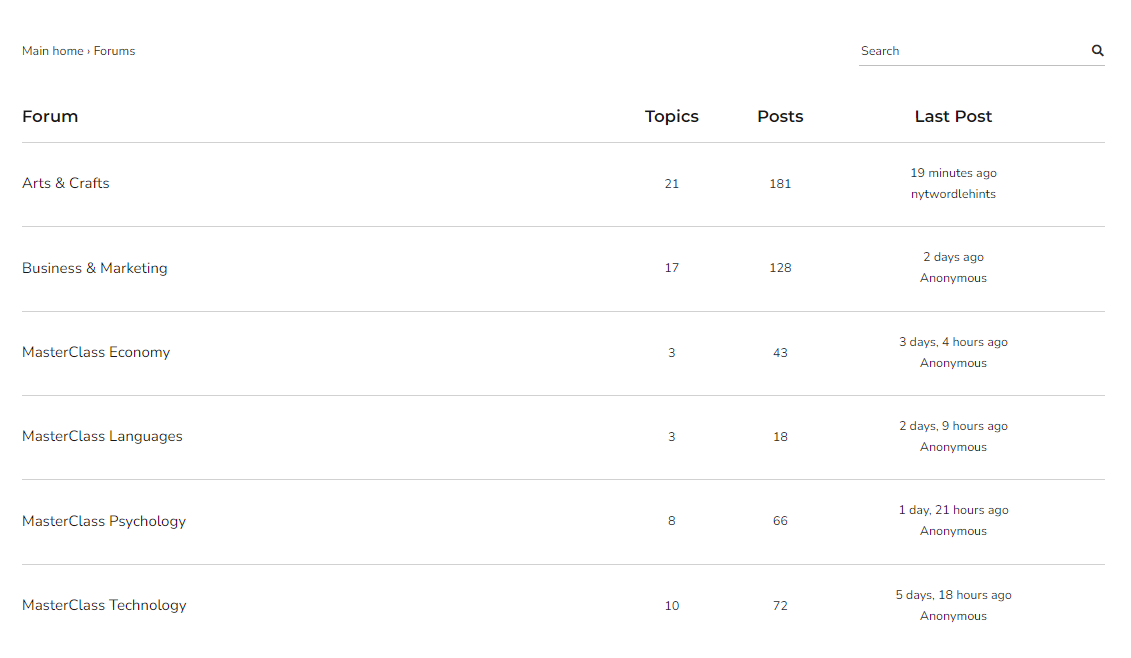 Main home › Forums
Search
Forum Topics Posts Last Post
Arts & Crafts 21 181 19 minutes ago
nytwordlehints
Business & Marketing 17 128 2 days ago
Anonymous
MasterClass Economy 3 43 3 days, 4 hours ago
Anonymous
MasterClass Languages 3 18 2 days, 9 hours ago
Anonymous
MasterClass Psychology 8 66 1 day, 21 hours ago
Anonymous
MasterClass Technology 10 72 5 days, 18 hours ago
Anonymous